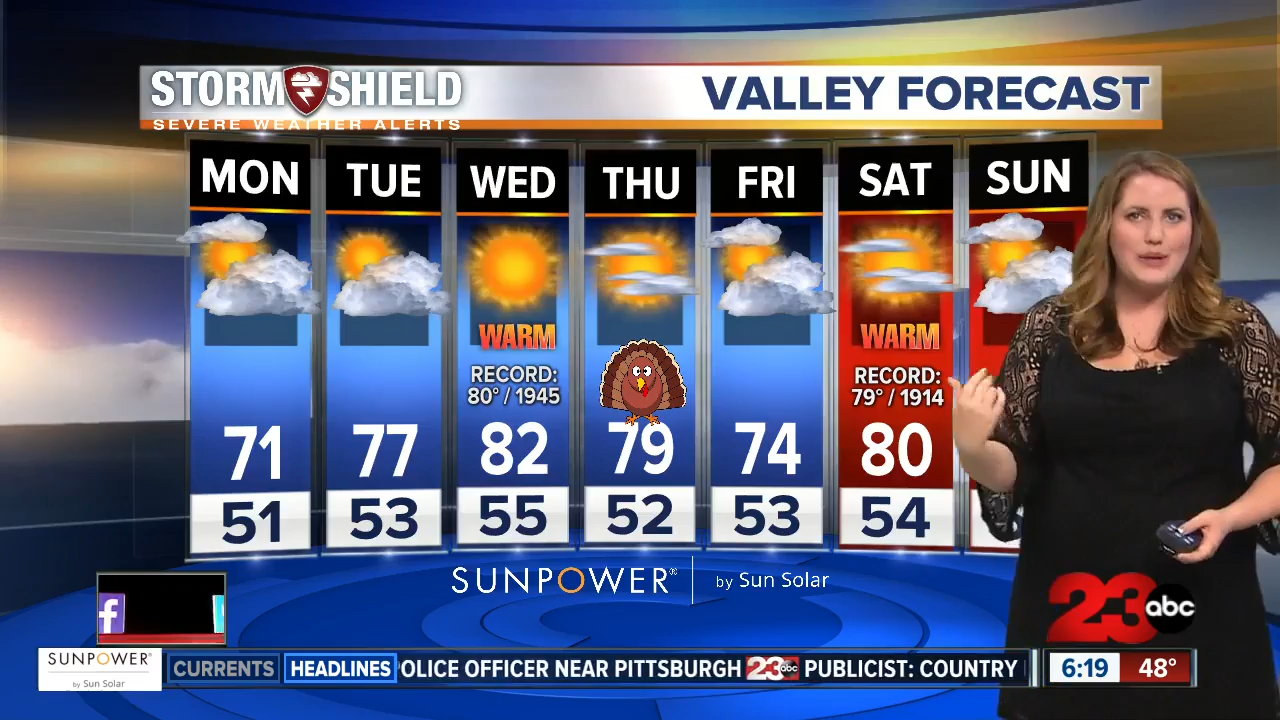 STORM SHIELD
SEVERE WEATHER ALERTS
VALLEY FORECAST
MON TUE WED THU FRI SAT SUN
WARM WARM
RECORD: RECORD:
80° / 1945 79° / 1914
71 77 82 79 74 80
51 53 55 52 53 54
SUNPOWER® by Sun Solar
f
23 abc
SUNPOWER®
by Sun Solar
CURRENTS HEADLINES OLICE OFFICER NEAR PITTSBURGH 23 abc PUBLICIST: COUNTRY
6:19 48°